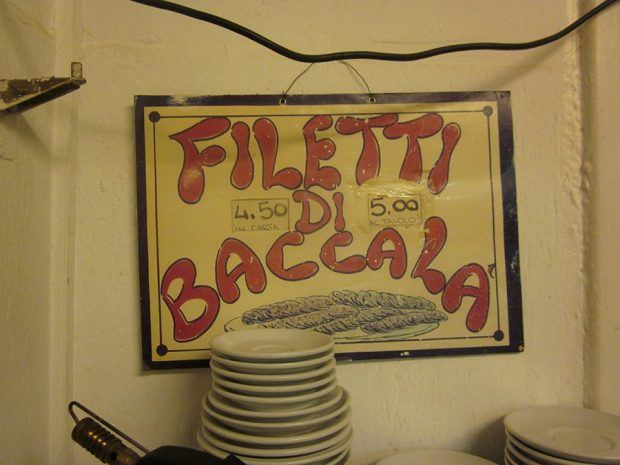 FILETTI
4.50 5.00
IN CARTA AL TAVOLO
DI
BACCALA'